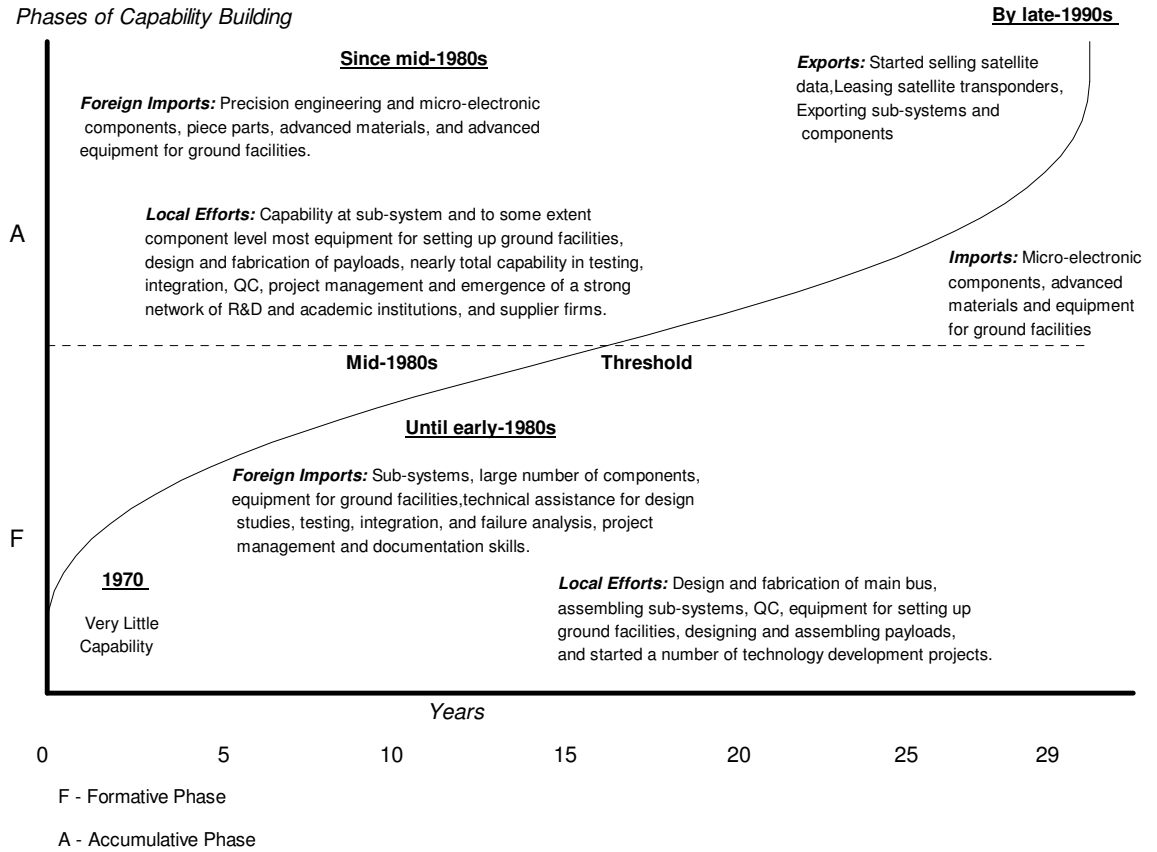 Phases of Capability Building
By late-1990s
Since mid-1980s
Exports: Started selling satellite
data,Leasing satellite transponders,
Exporting sub-systems and
components
Foreign Imports: Precision engineering and micro-electronic
components, piece parts, advanced materials, and advanced
equipment for ground facilities.
A
Local Efforts: Capability at sub-system and to some extent
component level most equipment for setting up ground facilities,
design and fabrication of payloads, nearly total capability in testing,
integration, QC, project management and emergence of a strong
network of R&D and academic institutions, and supplier firms.
Imports: Micro-electronic
components, advanced
materials and equipment
for ground facilities
Mid-1980s
Threshold
Until early-1980s
Foreign Imports: Sub-systems, large number of components,
equipment for ground facilities,technical assistance for design
studies, testing, integration, and failure analysis, project
management and documentation skills.
F
1970
Very Little
Capability
Local Efforts: Design and fabrication of main bus,
assembling sub-systems, QC, equipment for setting up
ground facilities, designing and assembling payloads,
and started a number of technology development projects.
Years
0 5 10 15 20 25 29
F - Formative Phase
A - Accumulative Phase